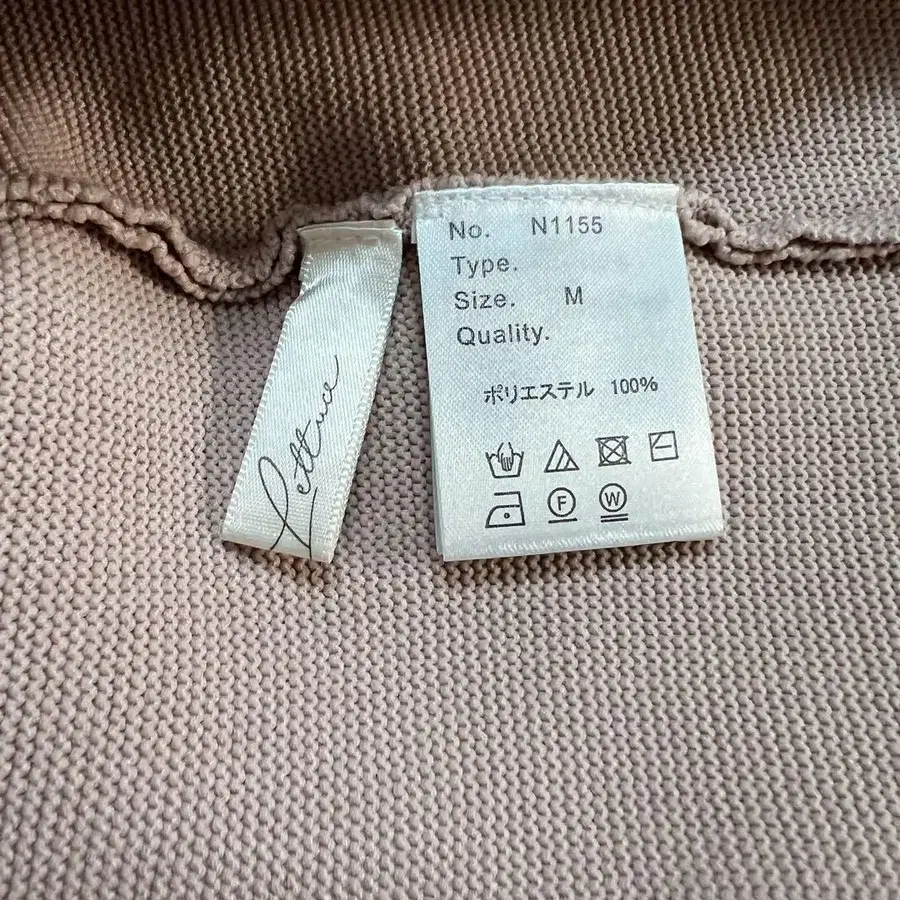 Lettuce
No. N1155
Type.
Size. M
Quality.
ポリエステル 100%
F W